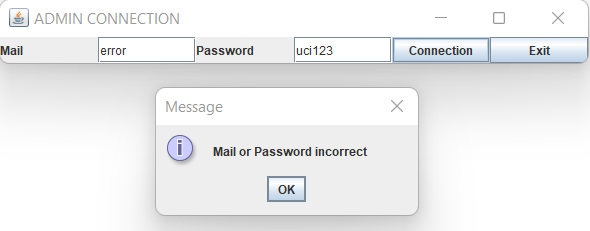 ADMIN CONNECTION
Mail error Password uci123 Connection Exit
Message
Mail or Password incorrect
OK